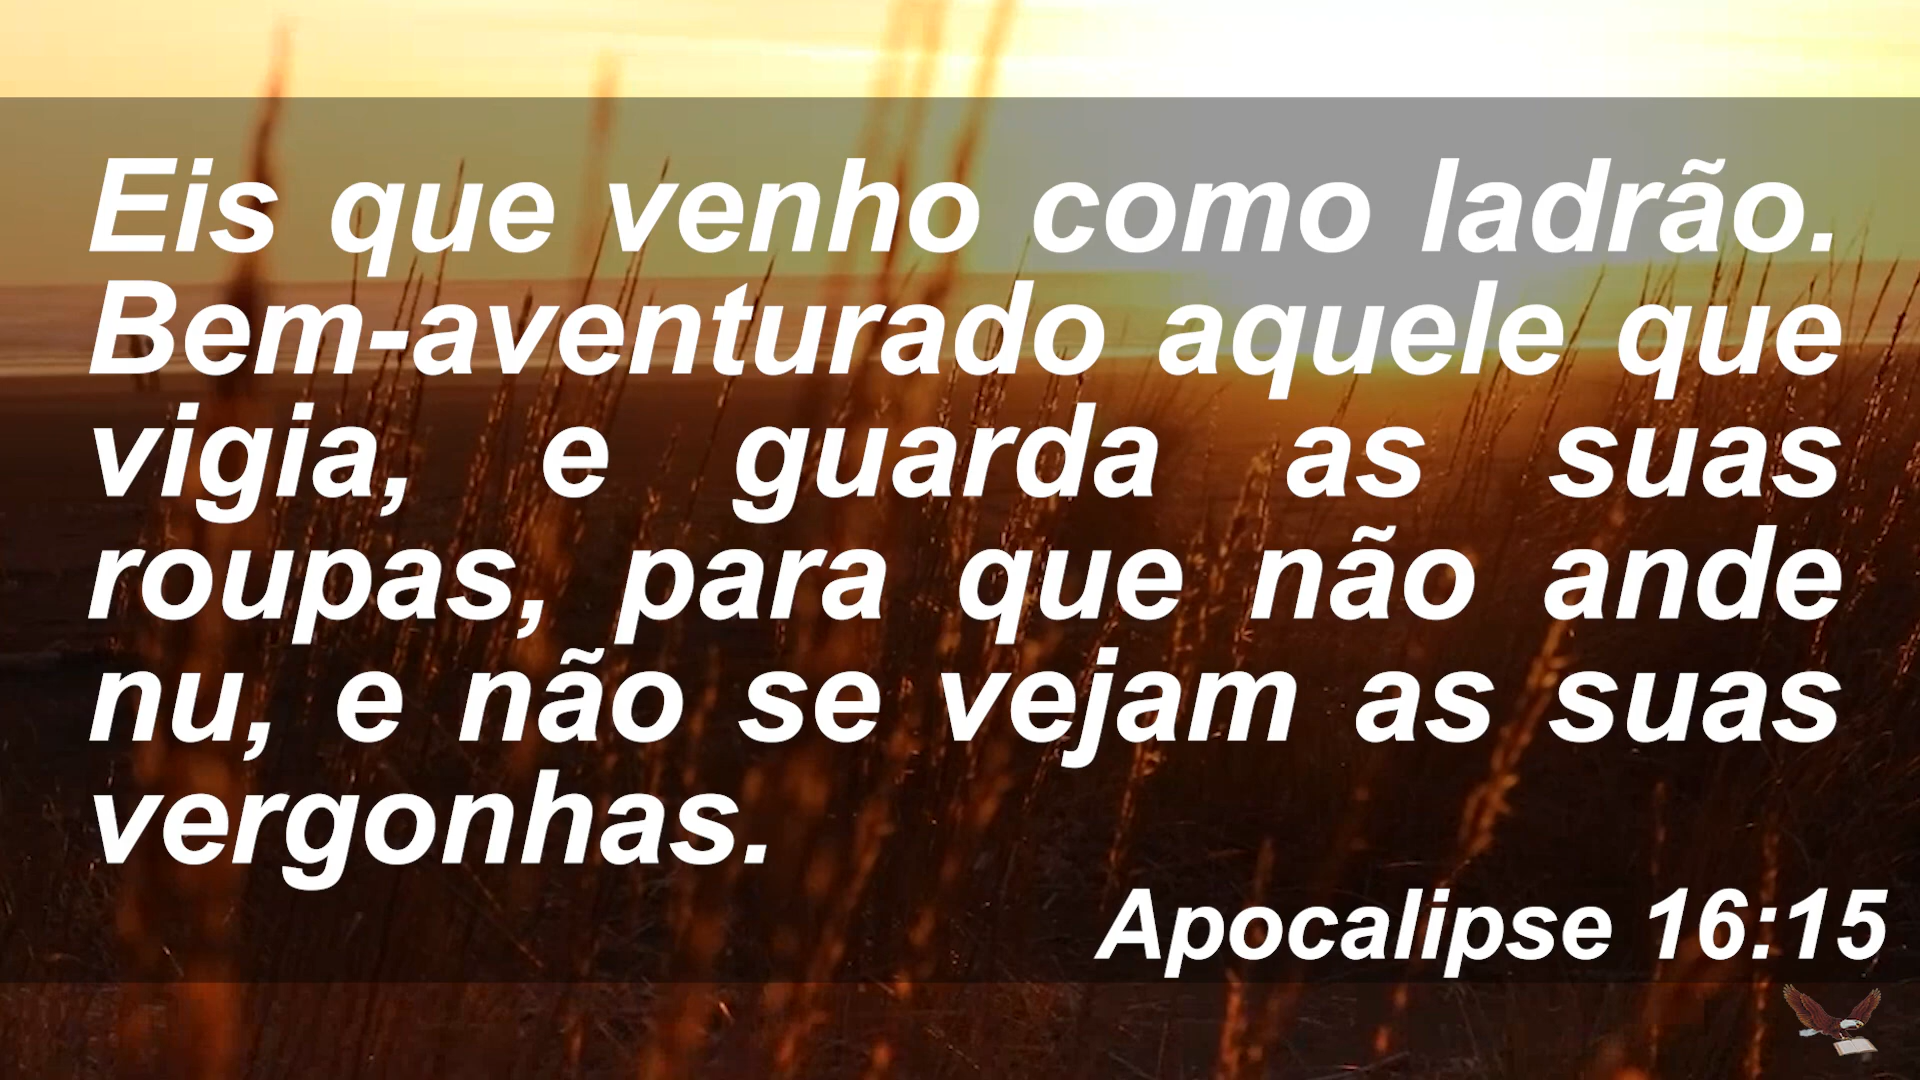 Eis que venho como ladrão.
Bem-aventurado aquele que
vigia, e guarda as suas
roupas, para que não ande
nu, e não se vejam as suas
vergonhas.
Apocalipse 16:15